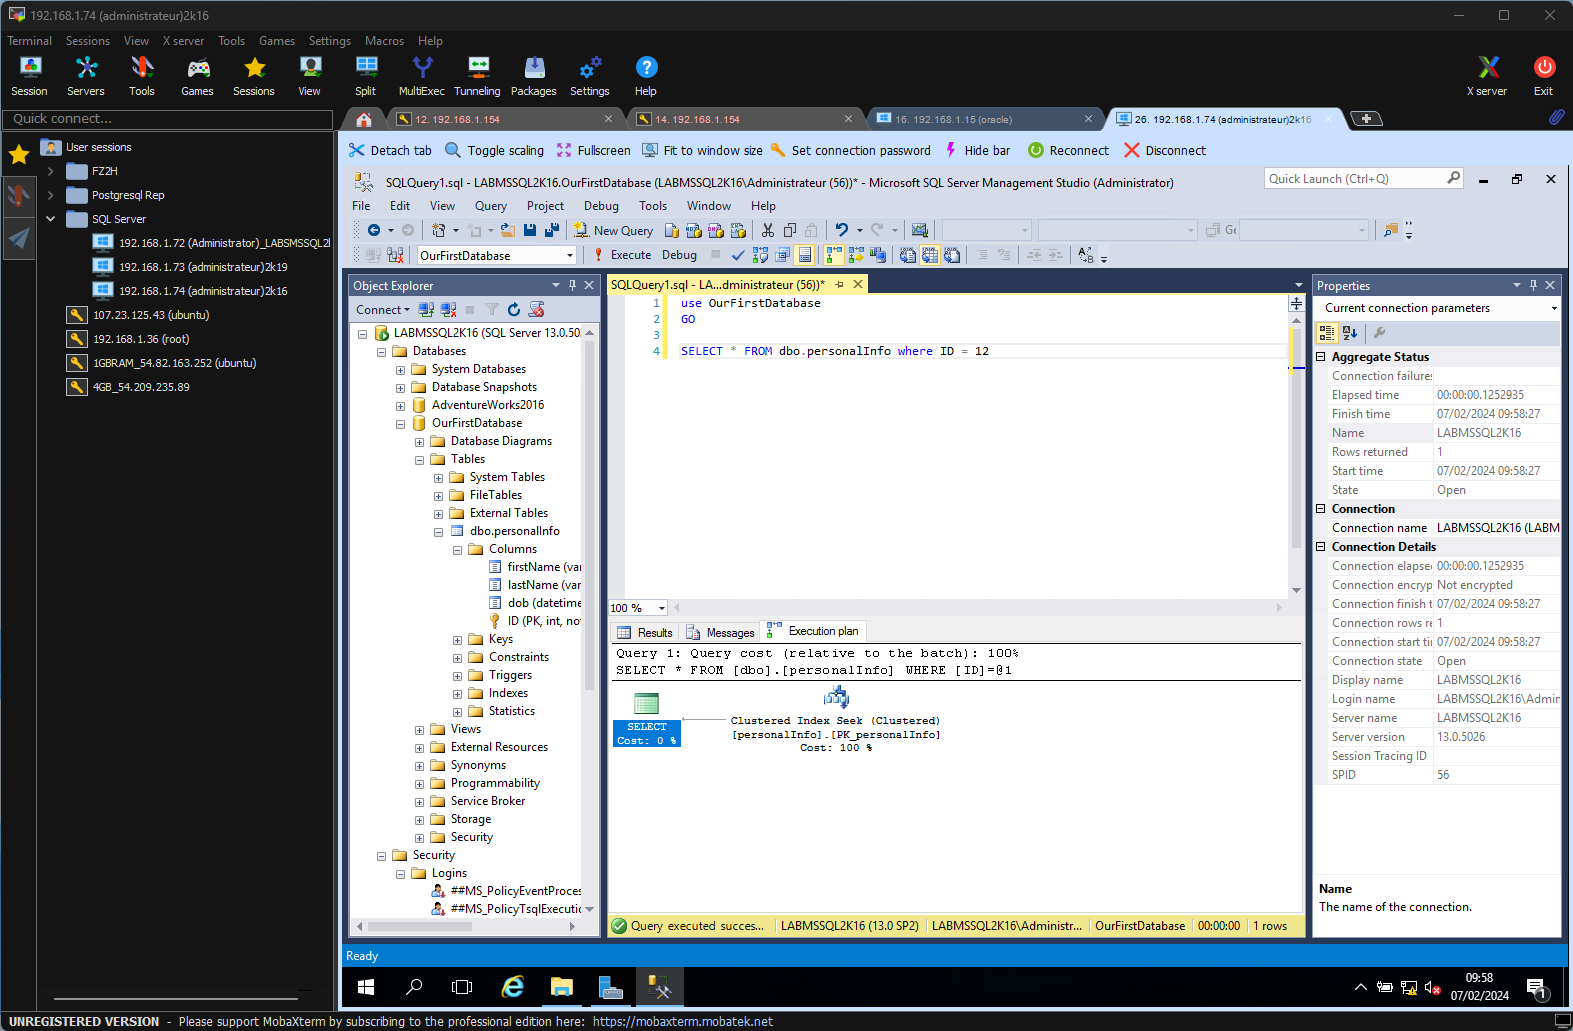 192.168.1.74 (administrateur)2k16
Terminal Sessions View X server Tools Games Settings Macros Help
Session Servers Tools Games Sessions View Split MultiExec Tunneling Packages Settings Help X server Exit
Quick connect...
12. 192.168.1.154
14. 192.168.1.154
16. 192.168.1.15 (oracle)
26. 192.168.1.74 (administrateur)2k16
User sessions
FZ2H
Postgresql Rep
SQL Server
192.168.1.72 (Administrator)_LABSMSSQL2
192.168.1.73 (administrateur)2k19
192.168.1.74 (administrateur)2k16
107.23.125.43 (ubuntu)
192.168.1.36 (root)
1GBRAM_54.82.163.252 (ubuntu)
4GB_54.209.235.89
Detach tab Toggle scaling Fullscreen Fit to window size Set connection password Hide bar Reconnect Disconnect
SQLQuery1.sql - LABMSSQL2K16.OurFirstDatabase (LABMSSQL2K16\Administrateur (56))* - Microsoft SQL Server Management Studio (Administrator)
Quick Launch (Ctrl+Q)
File Edit View Query Project Debug Tools Window Help
New Query
OurFirstDatabase
Execute Debug
Object Explorer
Connect
LABMSSQL2K16 (SQL Server 13.0.50
Databases
System Databases
Database Snapshots
AdventureWorks2016
OurFirstDatabase
Database Diagrams
Tables
System Tables
FileTables
External Tables
dbo.personalInfo
Columns
firstName (va
lastName (var
dob (datetime
ID (PK, int, no
Keys
Constraints
Triggers
Indexes
Statistics
Views
External Resources
Synonyms
Programmability
Service Broker
Storage
Security
Security
Logins
##MS_PolicyEventProce
##MS_PolicyTsqlExecutio
SQLQuery1.sql - LA...dministrateur (56))*
1 use OurFirstDatabase
2 GO
3
4 SELECT * FROM dbo.personalInfo where ID = 12
100 %
Results Messages Execution plan
Query 1: Query cost (relative to the batch): 100%
SELECT * FROM [dbo].[personalInfo] WHERE [ID]=@1
SELECT
Cost: 0 %
Clustered Index Seek (Clustered)
[personalInfo].[PK_personalInfo]
Cost: 100 %
Query executed succes... LABMSSQL2K16 (13.0 SP2) LABMSSQL2K16\Administr... OurFirstDatabase 00:00:00 1 rows
Properties
Current connection parameters
Aggregate Status
Connection failures
Elapsed time 00:00:00.1252935
Finish time 07/02/2024 09:58:27
Name LABMSSQL2K16
Rows returned 1
Start time 07/02/2024 09:58:27
State Open
Connection
Connection name LABMSSQL2K16 (LABM
Connection Details
Connection elapse 00:00:00.1252935
Connection encryp Not encrypted
Connection finish t 07/02/2024 09:58:27
Connection rows re 1
Connection start ti 07/02/2024 09:58:27
Connection state Open
Display name LABMSSQL2K16
Login name LABMSSQL2K16\Admin
Server name LABMSSQL2K16
Server version 13.0.5026
Session Tracing ID
SPID 56
Name
The name of the connection.
Ready
09:58
07/02/2024
1
UNREGISTERED VERSION - Please support MobaXterm by subscribing to the professional edition here: https://mobaxterm.mobatek.net